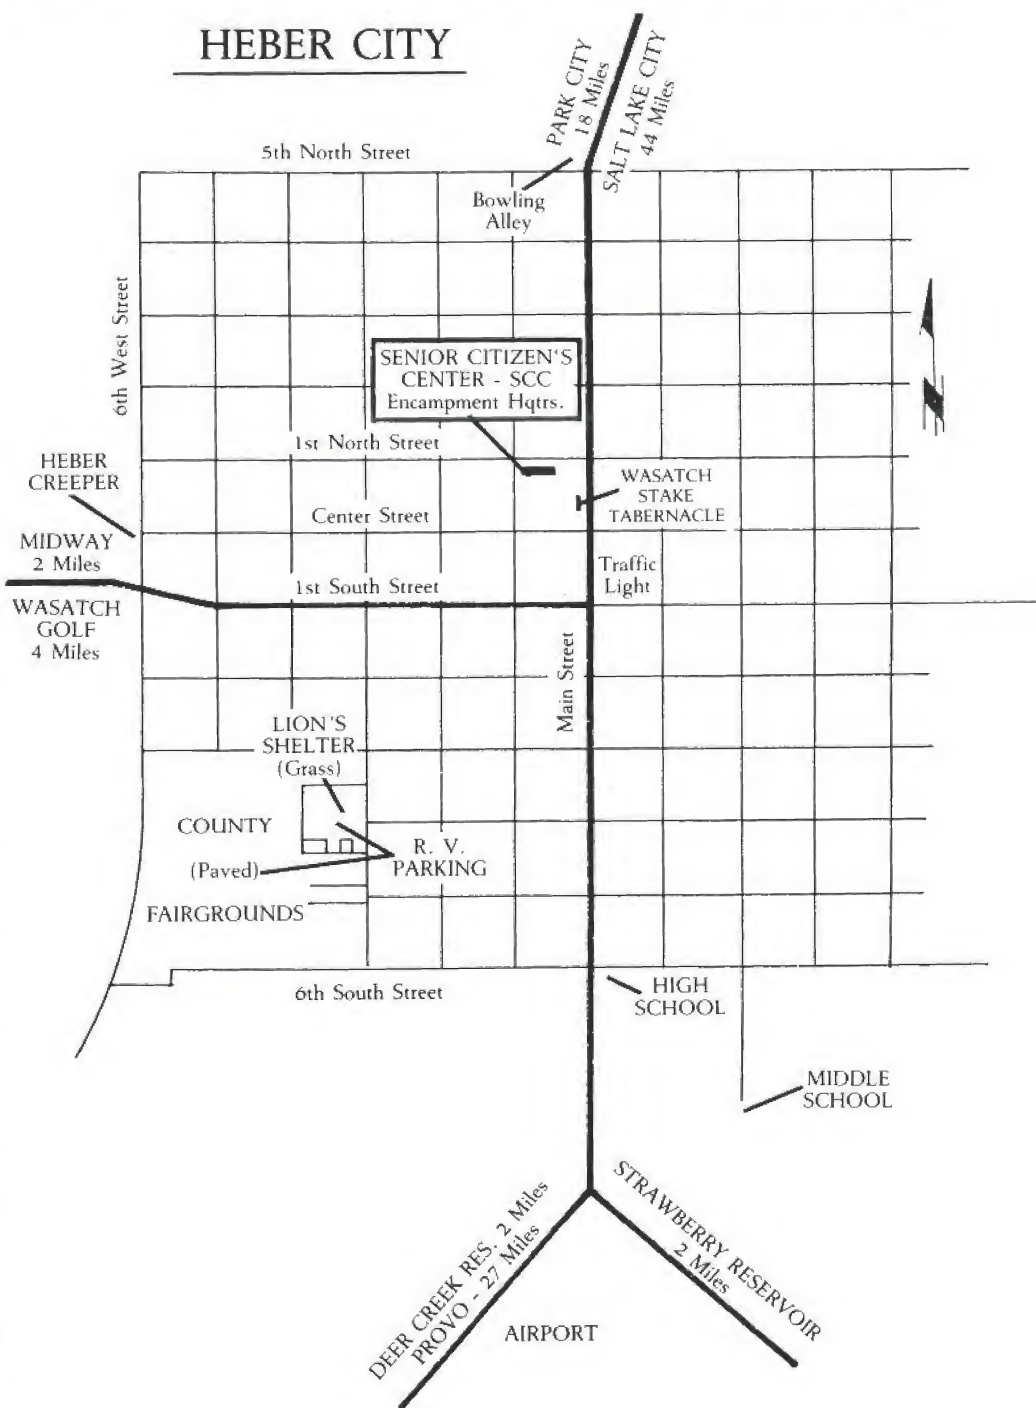 HEBER CITY
PARK CITY
18 Miles
SALT LAKE CITY
44 Miles
5th North Street
Bowling
Alley
6th West Street
SENIOR CITIZEN'S
CENTER - SCC
Encampment Hqtrs.
1st North Street
HEBER
CREEPER
WASATCH
STAKE
TABERNACLE
Center Street
MIDWAY
2 Miles
Traffic
Light
1st South Street
WASATCH
GOLF
4 Miles
Main Street
LION'S
SHELTER
(Grass)
COUNTY
(Paved)
R. V.
PARKING
FAIRGROUNDS
6th South Street
HIGH
SCHOOL
MIDDLE
SCHOOL
DEER CREEK RES. 2 Miles
PROVO - 27 Miles
STRAWBERRY RESERVOIR
2 Miles
AIRPORT